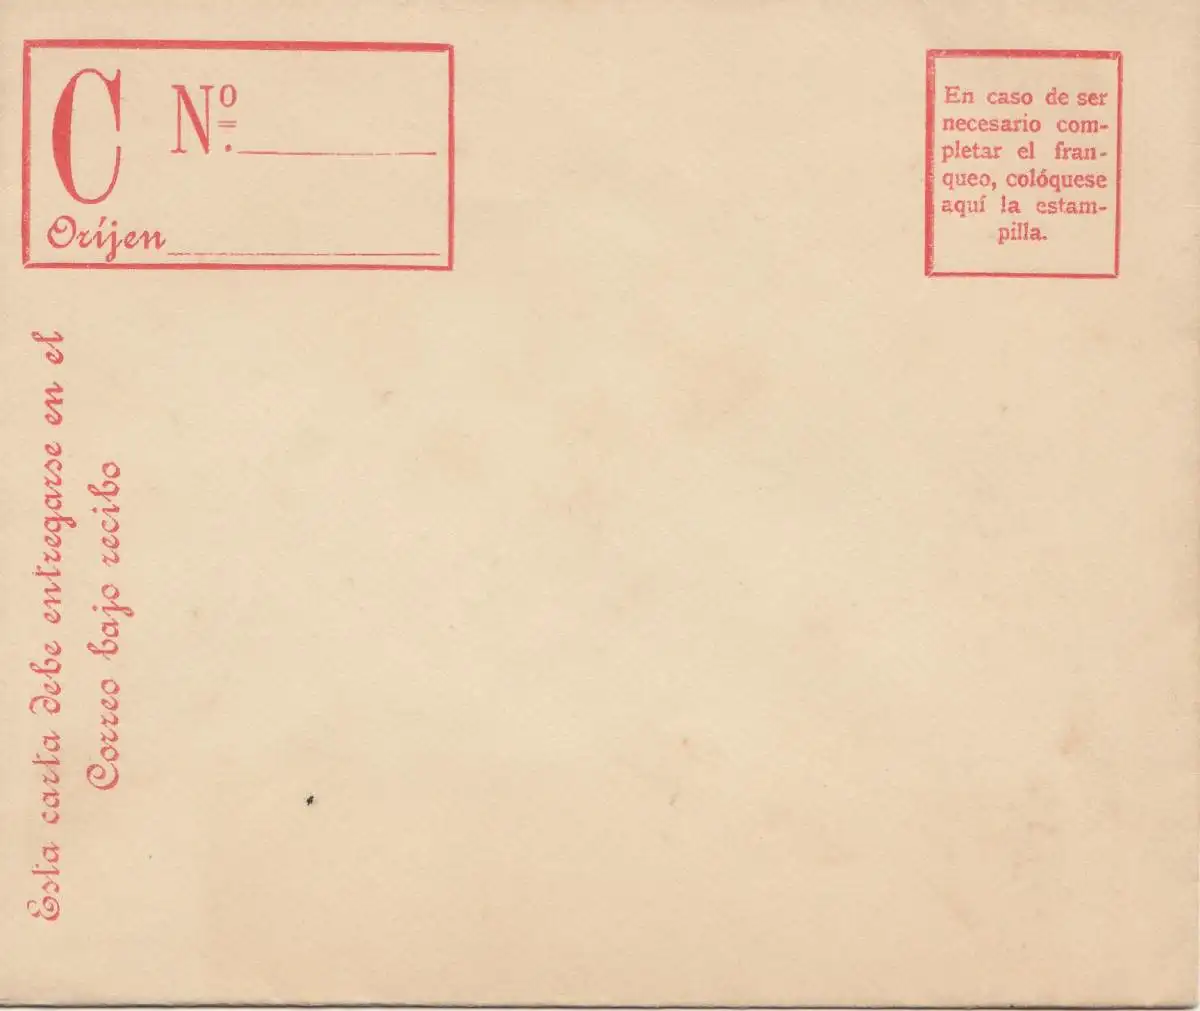 C Nº.
Oríjen
En caso de ser
necesario com-
pletar el fran-
queo, colóquese
aquí la estam-
pilla.
Esta carta debe entregarse en el
Correo bajo recibo